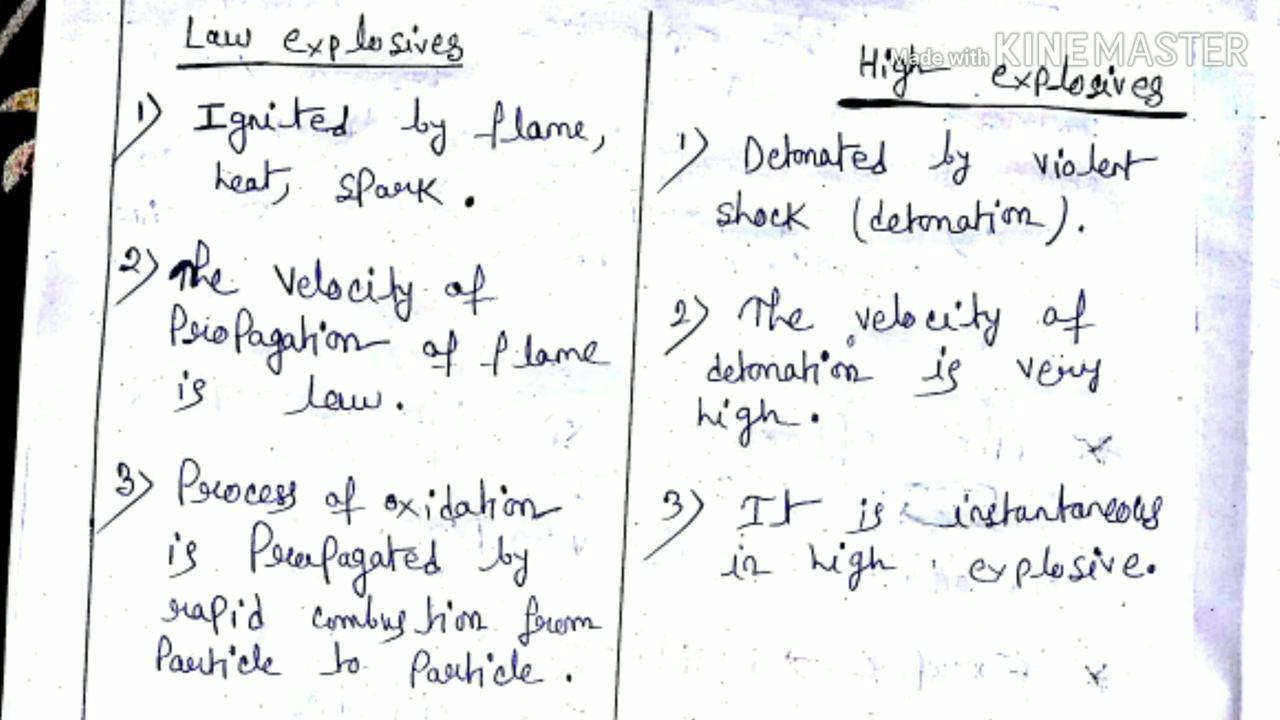 Law explosives
1) Ignited by flame,
heat, spark.
2) The velocity of
Propagation of flame
is law.
3) Process of oxidation
is Propagated by
rapid combustion from
Particle to Particle.
Made with KINEMASTER
High explosives
1) Detonated by violent
shock (detonation).
2) The velocity of
detonation is very
high.
3) It is instantaneous
in high explosive.